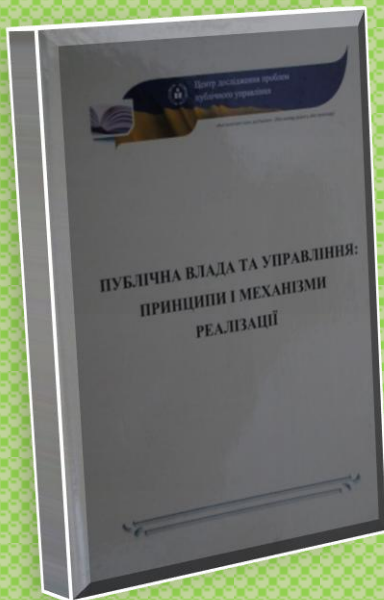 Центр дослідження проблем
публічного управління
ПУБЛІЧНА ВЛАДА ТА УПРАВЛІННЯ:
ПРИНЦИПИ І МЕХАНІЗМИ
РЕАЛІЗАЦІЇ